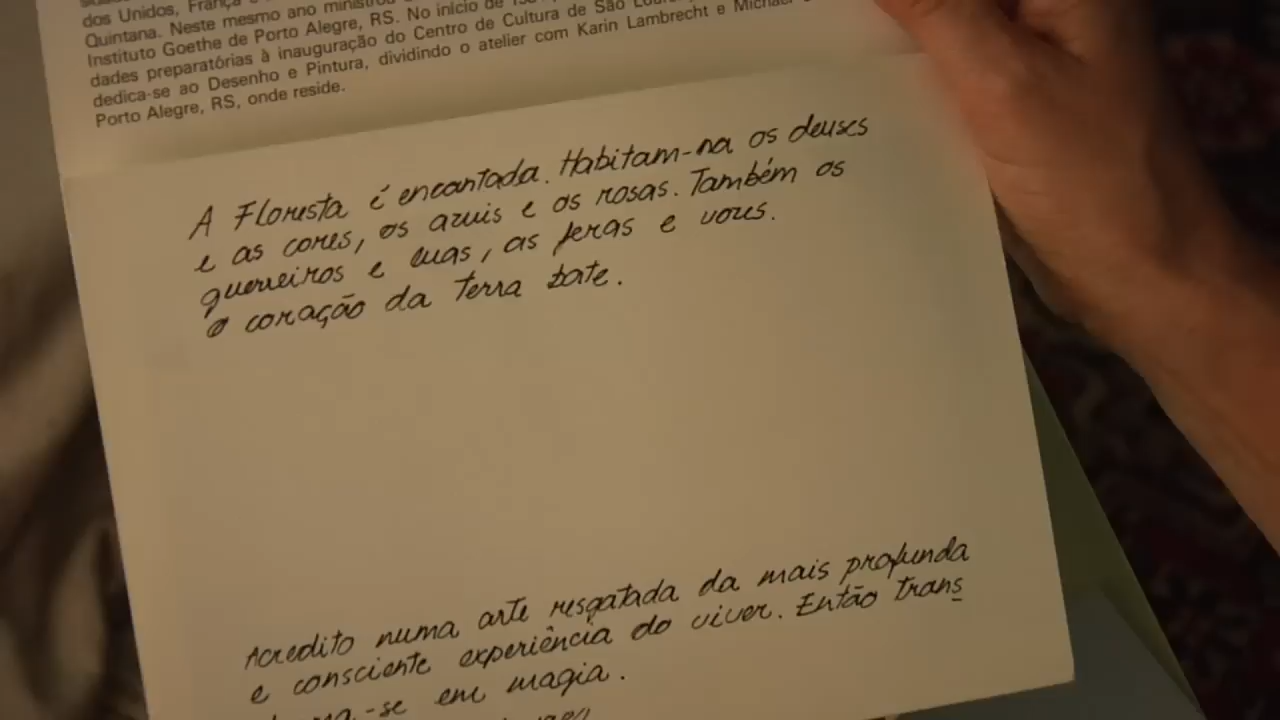 dos Unidos, França e
Quintana. Neste mesmo ano ministrou
Instituto Goethe de Porto Alegre, RS. No início de
dades preparatórias à inauguração do Centro de Cultura de São
dedica-se ao Desenho e Pintura, dividindo o atelier com Karin Lambrecht e Michael
Porto Alegre, RS, onde reside.
A Floresta é encantada. Habitam-na os deuses
e as cores, os azuis e os rosas. Também os
guerreiros e luas, as feras e vozes.
O coração da Terra bate.
Acredito numa arte resgatada da mais profunda
e consciente experiência do viver. Então trans
-se em magia.